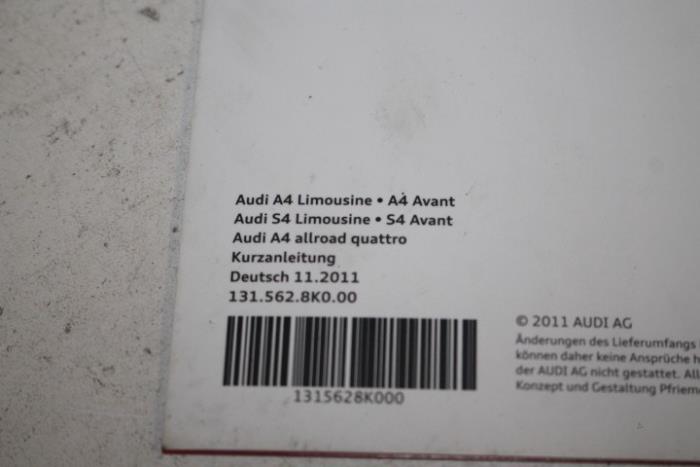 Audi A4 Limousine • A4 Avant
Audi S4 Limousine • S4 Avant
Audi A4 allroad quattro
Kurzanleitung
Deutsch 11.2011
131.562.8K0.00
1315628K000
© 2011 AUDI AG
Änderungen des Lieferumfangs
können daher keine Ansprüche
der AUDI AG nicht gestattet. All
Konzept und Gestaltung